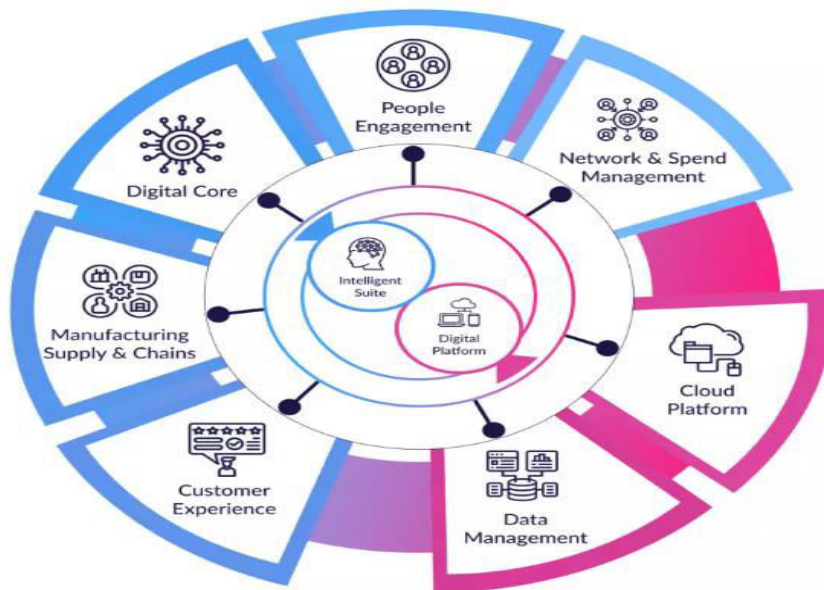 People
Engagement
Network & Spend
Management
Cloud
Platform
Data
Management
Customer
Experience
Manufacturing
Supply & Chains
Digital Core
Intelligent
Suite
Digital
Platform